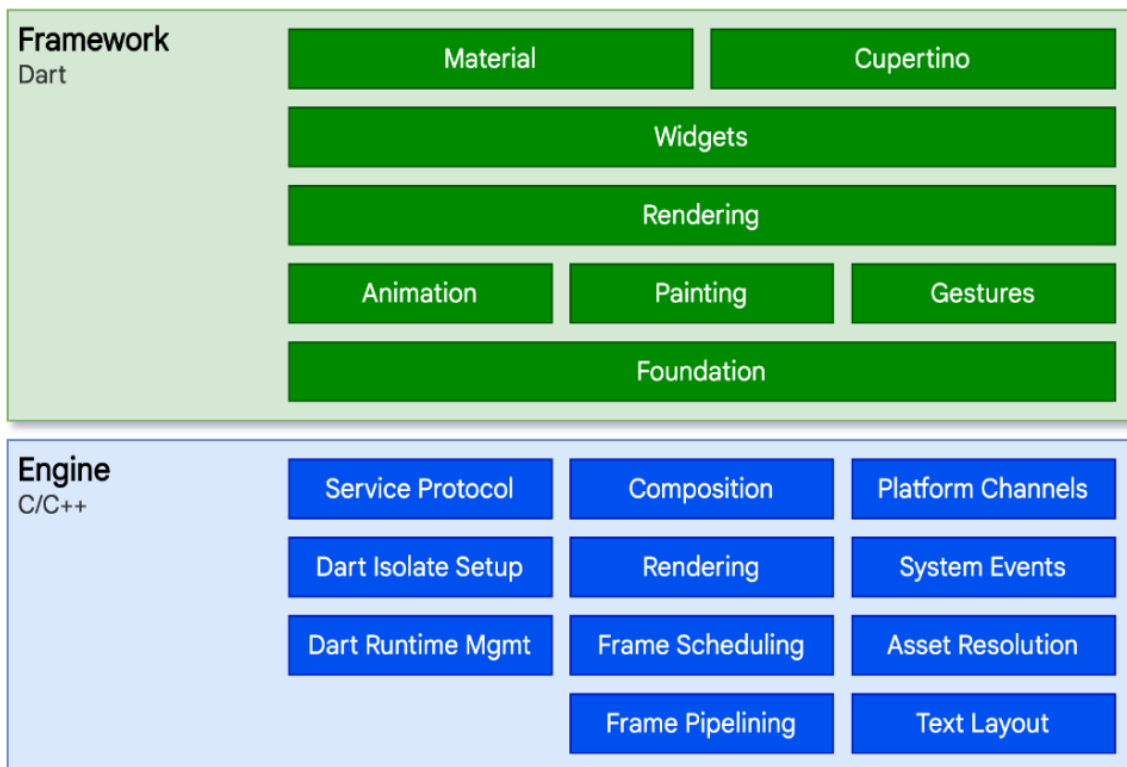 Framework
Dart
Material Cupertino
Widgets
Rendering
Animation Painting Gestures
Foundation
Engine
C/C++
Service Protocol Composition Platform Channels
Dart Isolate Setup Rendering System Events
Dart Runtime Mgmt Frame Scheduling Asset Resolution
Frame Pipelining Text Layout